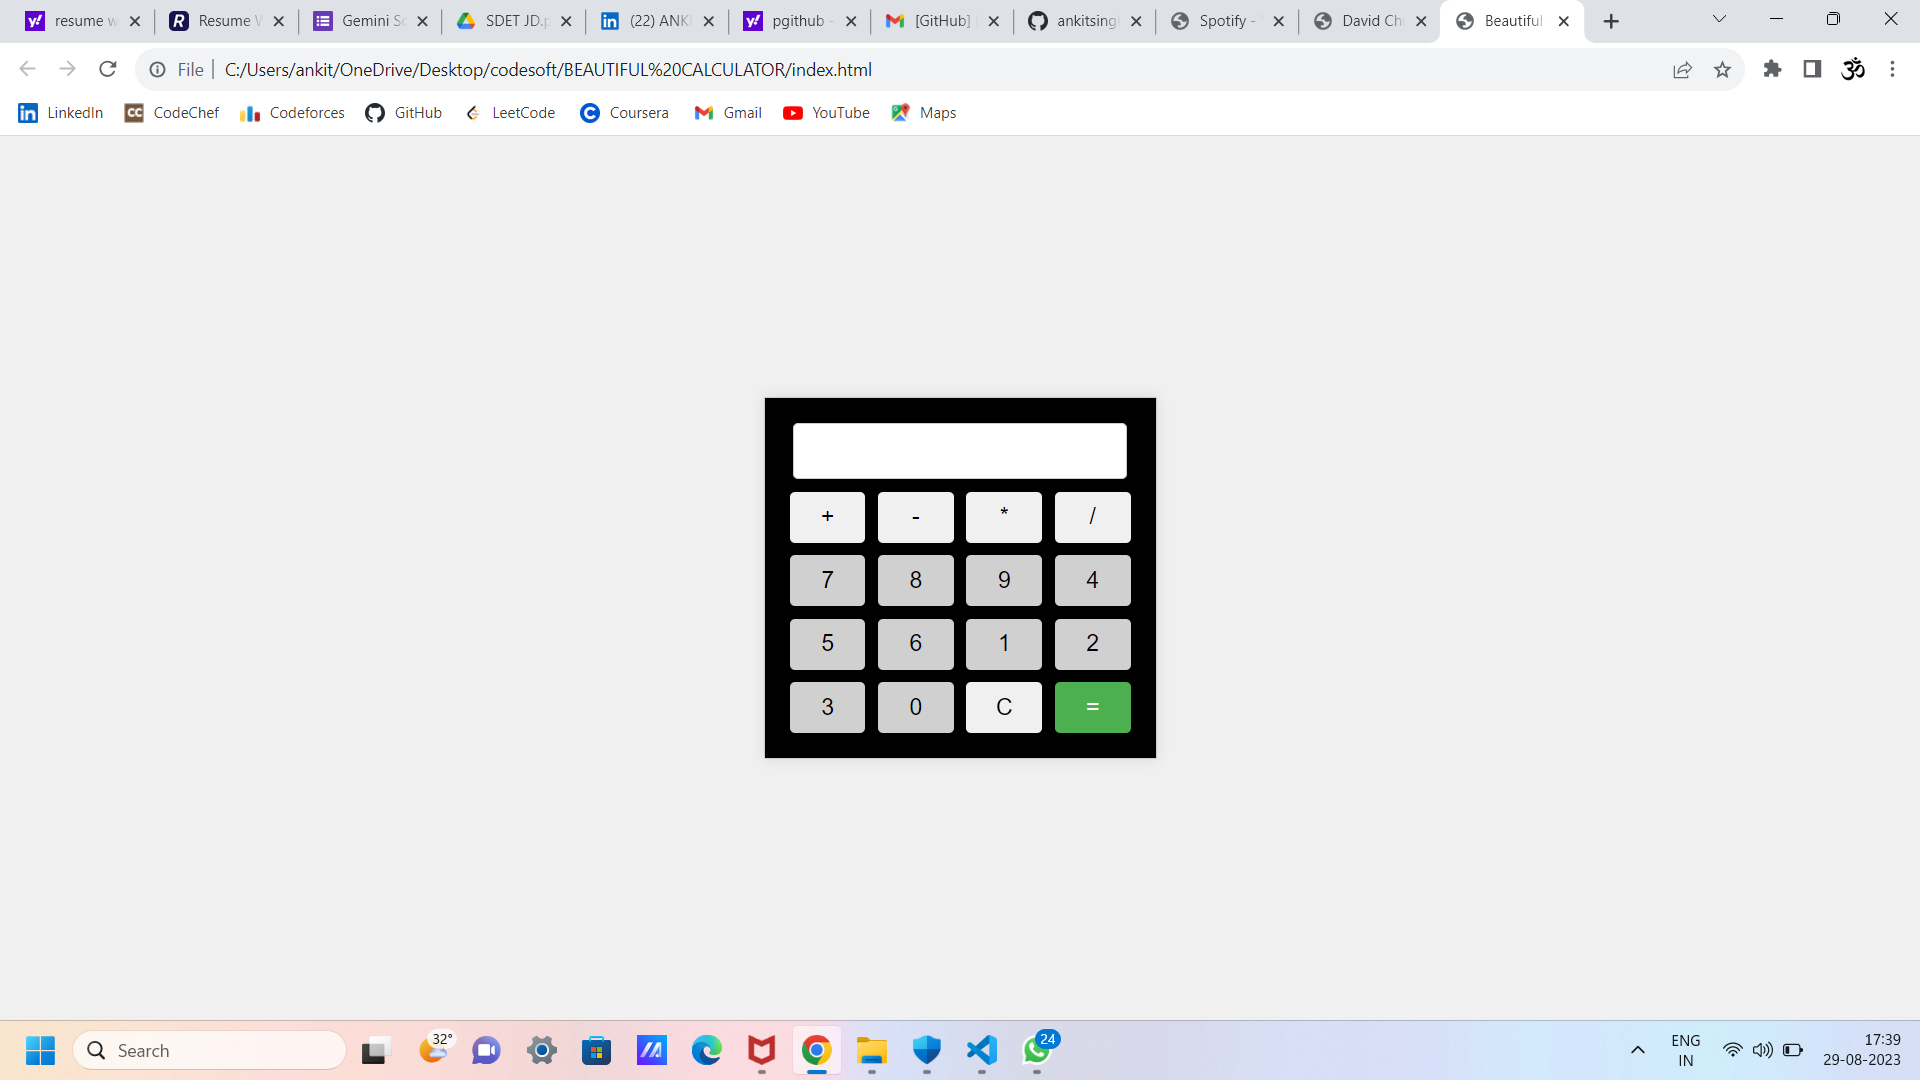 resume w
Resume W
Gemini Sc
SDET JD.p
(22) ANKI
pgithub -
[GitHub]
ankitsing
Spotify -
David Ch
Beautiful
File
C:/Users/ankit/OneDrive/Desktop/codesoft/BEAUTIFUL%20CALCULATOR/index.html
LinkedIn
CodeChef
Codeforces
GitHub
LeetCode
Coursera
Gmail
YouTube
Maps
+ - * /
7 8 9 4
5 6 1 2
3 0 C =
Search
32°
24
ENG
IN
17:39
29-08-2023